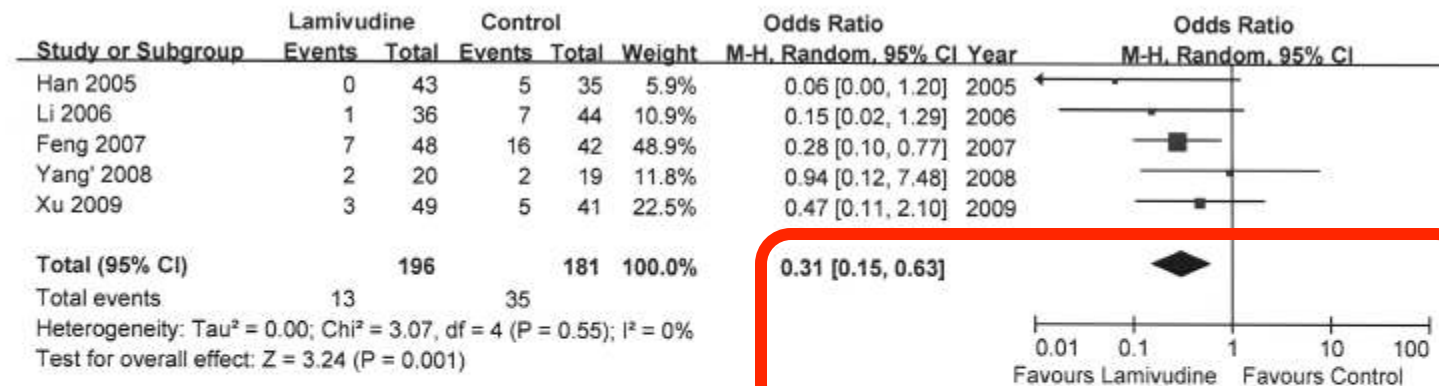 Lamivudine Control Odds Ratio Odds Ratio
Study or Subgroup Events Total Events Total Weight M-H, Random, 95% CI Year M-H, Random, 95% CI
Han 2005 0 43 5 35 5.9% 0.06 [0.00, 1.20] 2005
Li 2006 1 36 7 44 10.9% 0.15 [0.02, 1.29] 2006
Feng 2007 7 48 16 42 48.9% 0.28 [0.10, 0.77] 2007
Yang' 2008 2 20 2 19 11.8% 0.94 [0.12, 7.48] 2008
Xu 2009 3 49 5 41 22.5% 0.47 [0.11, 2.10] 2009
Total (95% CI) 196 181 100.0% 0.31 [0.15, 0.63]
Total events 13 35
Heterogeneity: Tau² = 0.00; Chi² = 3.07, df = 4 (P = 0.55); I² = 0%
Test for overall effect: Z = 3.24 (P = 0.001)
0.01 0.1 1 10 100
Favours Lamivudine Favours Control